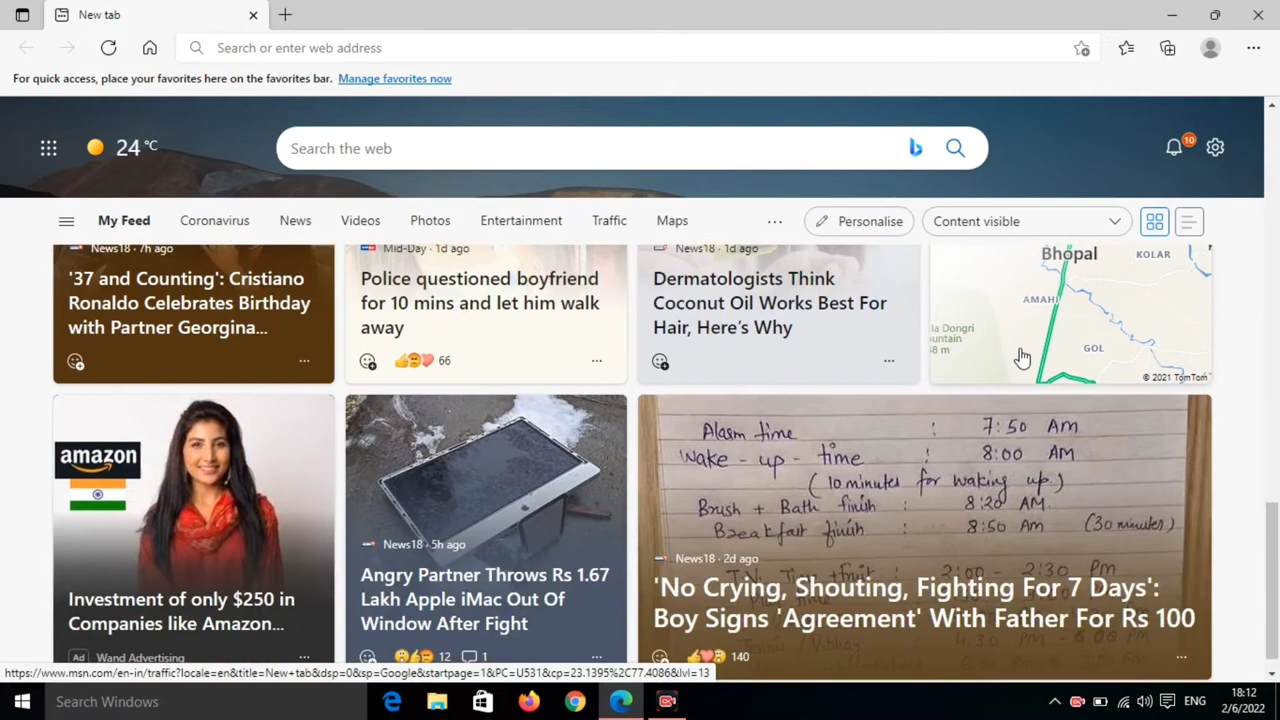 New tab
Search or enter web address
For quick access, place your favorites here on the favorites bar. Manage favorites now
24 °C
Search the web
10
My Feed
Coronavirus
News
Videos
Photos
Entertainment
Traffic
Maps
Personalise
Content visible
News18 · 7h ago
'37 and Counting': Cristiano
Ronaldo Celebrates Birthday
with Partner Georgina...
Mid-Day · 1d ago
Police questioned boyfriend
for 10 mins and let him walk
away
66
News18 · 1d ago
Dermatologists Think
Coconut Oil Works Best For
Hair, Here's Why
Bhopal
KOLAR
AMAHI
la Dongri
GOL
© 2021 TomTom
amazon
Investment of only $250 in
Companies like Amazon...
Ad Wand Advertising
News18 · 5h ago
Angry Partner Throws Rs 1.67
Lakh Apple iMac Out Of
Window After Fight
12
1
Alarm time : 7:50 AM
Wake-up-time : 8:00 AM
(10 minutes for waking up.)
Brush + Bath finish : 8:20 AM.
Breakfast finish : 8:50 AM (30 minutes)
2:00 - 2:30 PM
News18 · 2d ago
'No Crying, Shouting, Fighting For 7 Days':
Boy Signs 'Agreement' With Father For Rs 100
140
https://www.msn.com/en-in/traffic?locale=en&title=New+tab&dsp=0&sp=Google&startpage=1&PC=U531&cp=23.1395%2C77.4086&lvl=13
Search Windows
ENG
18:12
2/6/2022